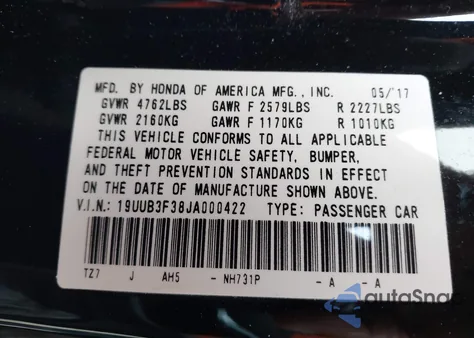 MFD. BY HONDA OF AMERICA MFG., INC. 05/'17
GVWR 4762LBS GAWR F 2579LBS R 2227LBS
GVWR 2160KG GAWR F 1170KG R 1010KG
THIS VEHICLE CONFORMS TO ALL APPLICABLE
FEDERAL MOTOR VEHICLE SAFETY, BUMPER,
AND THEFT PREVENTION STANDARDS IN EFFECT
ON THE DATE OF MANUFACTURE SHOWN ABOVE.
V.I.N.: 19UUB3F38JA000422 TYPE: PASSENGER CAR
TZ7 J AH5 - NH731P - A - A
autoSnap